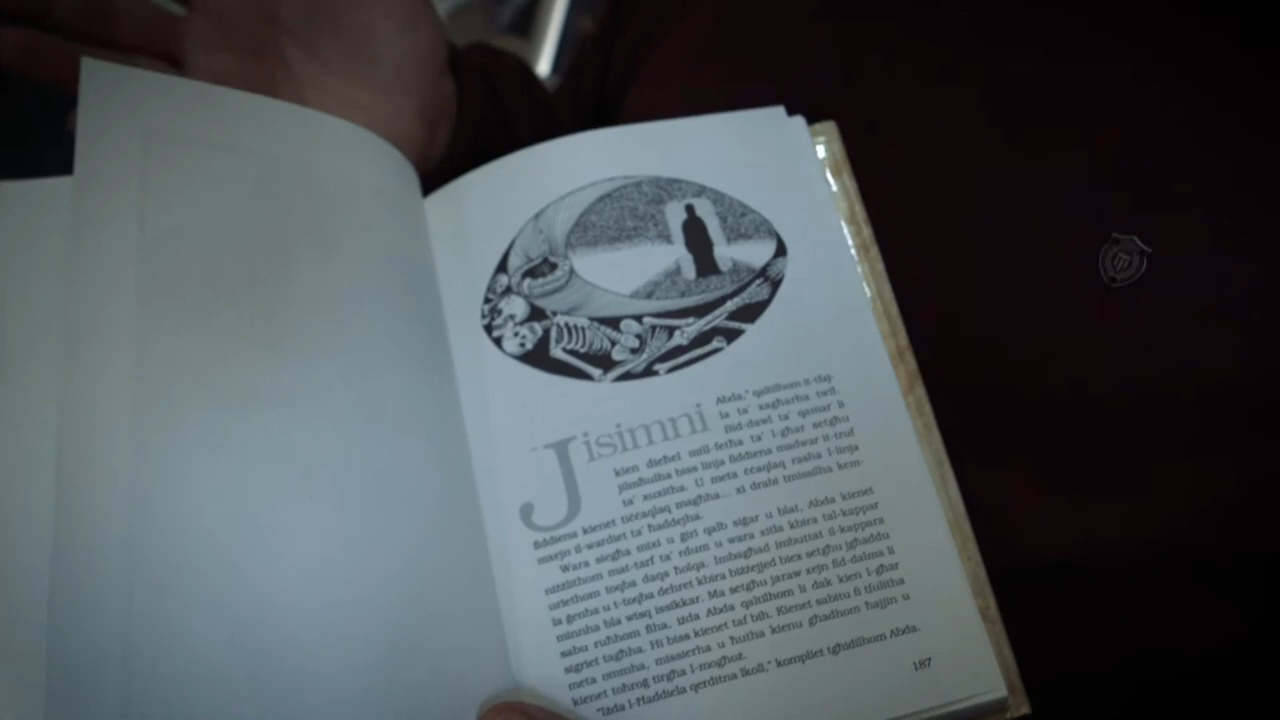 "Jisimni Abda," qaltilhom it-tfaj-
la ta' xagħarha twil.
Bid-dawl ta' qamar li
kien dieħel mill-fetħa ta' l-għar setgħu
jilmħulha biss linja fiddiena madwar it-truf
ta' xuxitha. U meta ċċaqlaq rasha l-linja
fiddiena kienet tiċċaqlaq magħha... xi drabi tmissilha kem-
mxejn il-wardiet ta' ħaddejha.
Wara siegħa mixi u ġiri qalb siġar u blat, Abda kienet
niżżlithom mat-tarf ta' rdum u wara xitla kbira tal-kappar
uriethom toqba daqs ħolqa. Imbagħad imbuttat il-kappara
la ġenba u t-toqba dehret kbira biżżejjed biex setgħu jgħaddu
minnha bla wisq issikkar. Ma setgħu jaraw xejn fid-dalma li
sabu ruħhom fiha, iżda Abda qaltilhom li dak kien l-għar
sigriet tagħha. Hi biss kienet taf bih. Kienet sabitu fi tfulitha
meta ommha, missierha u ħutha kienu għadhom ħajjin u
kienet toħroġ tirgħa l-mogħoż.
"Iżda l-Ħaddiela qerditna lkoll," kompliet tgħidilhom Abda.
187